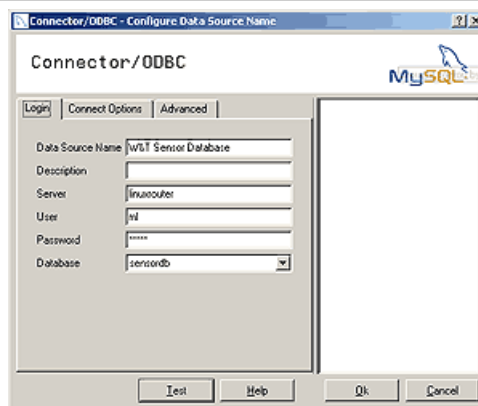 Connector/ODBC - Configure Data Source Name
Connector/ODBC
MySQL
Login Connect Options Advanced
Data Source Name W&T Sensor Database
Description
Server linuxrouter
User ml
Password *****
Database sensordb
Test Help Ok Cancel